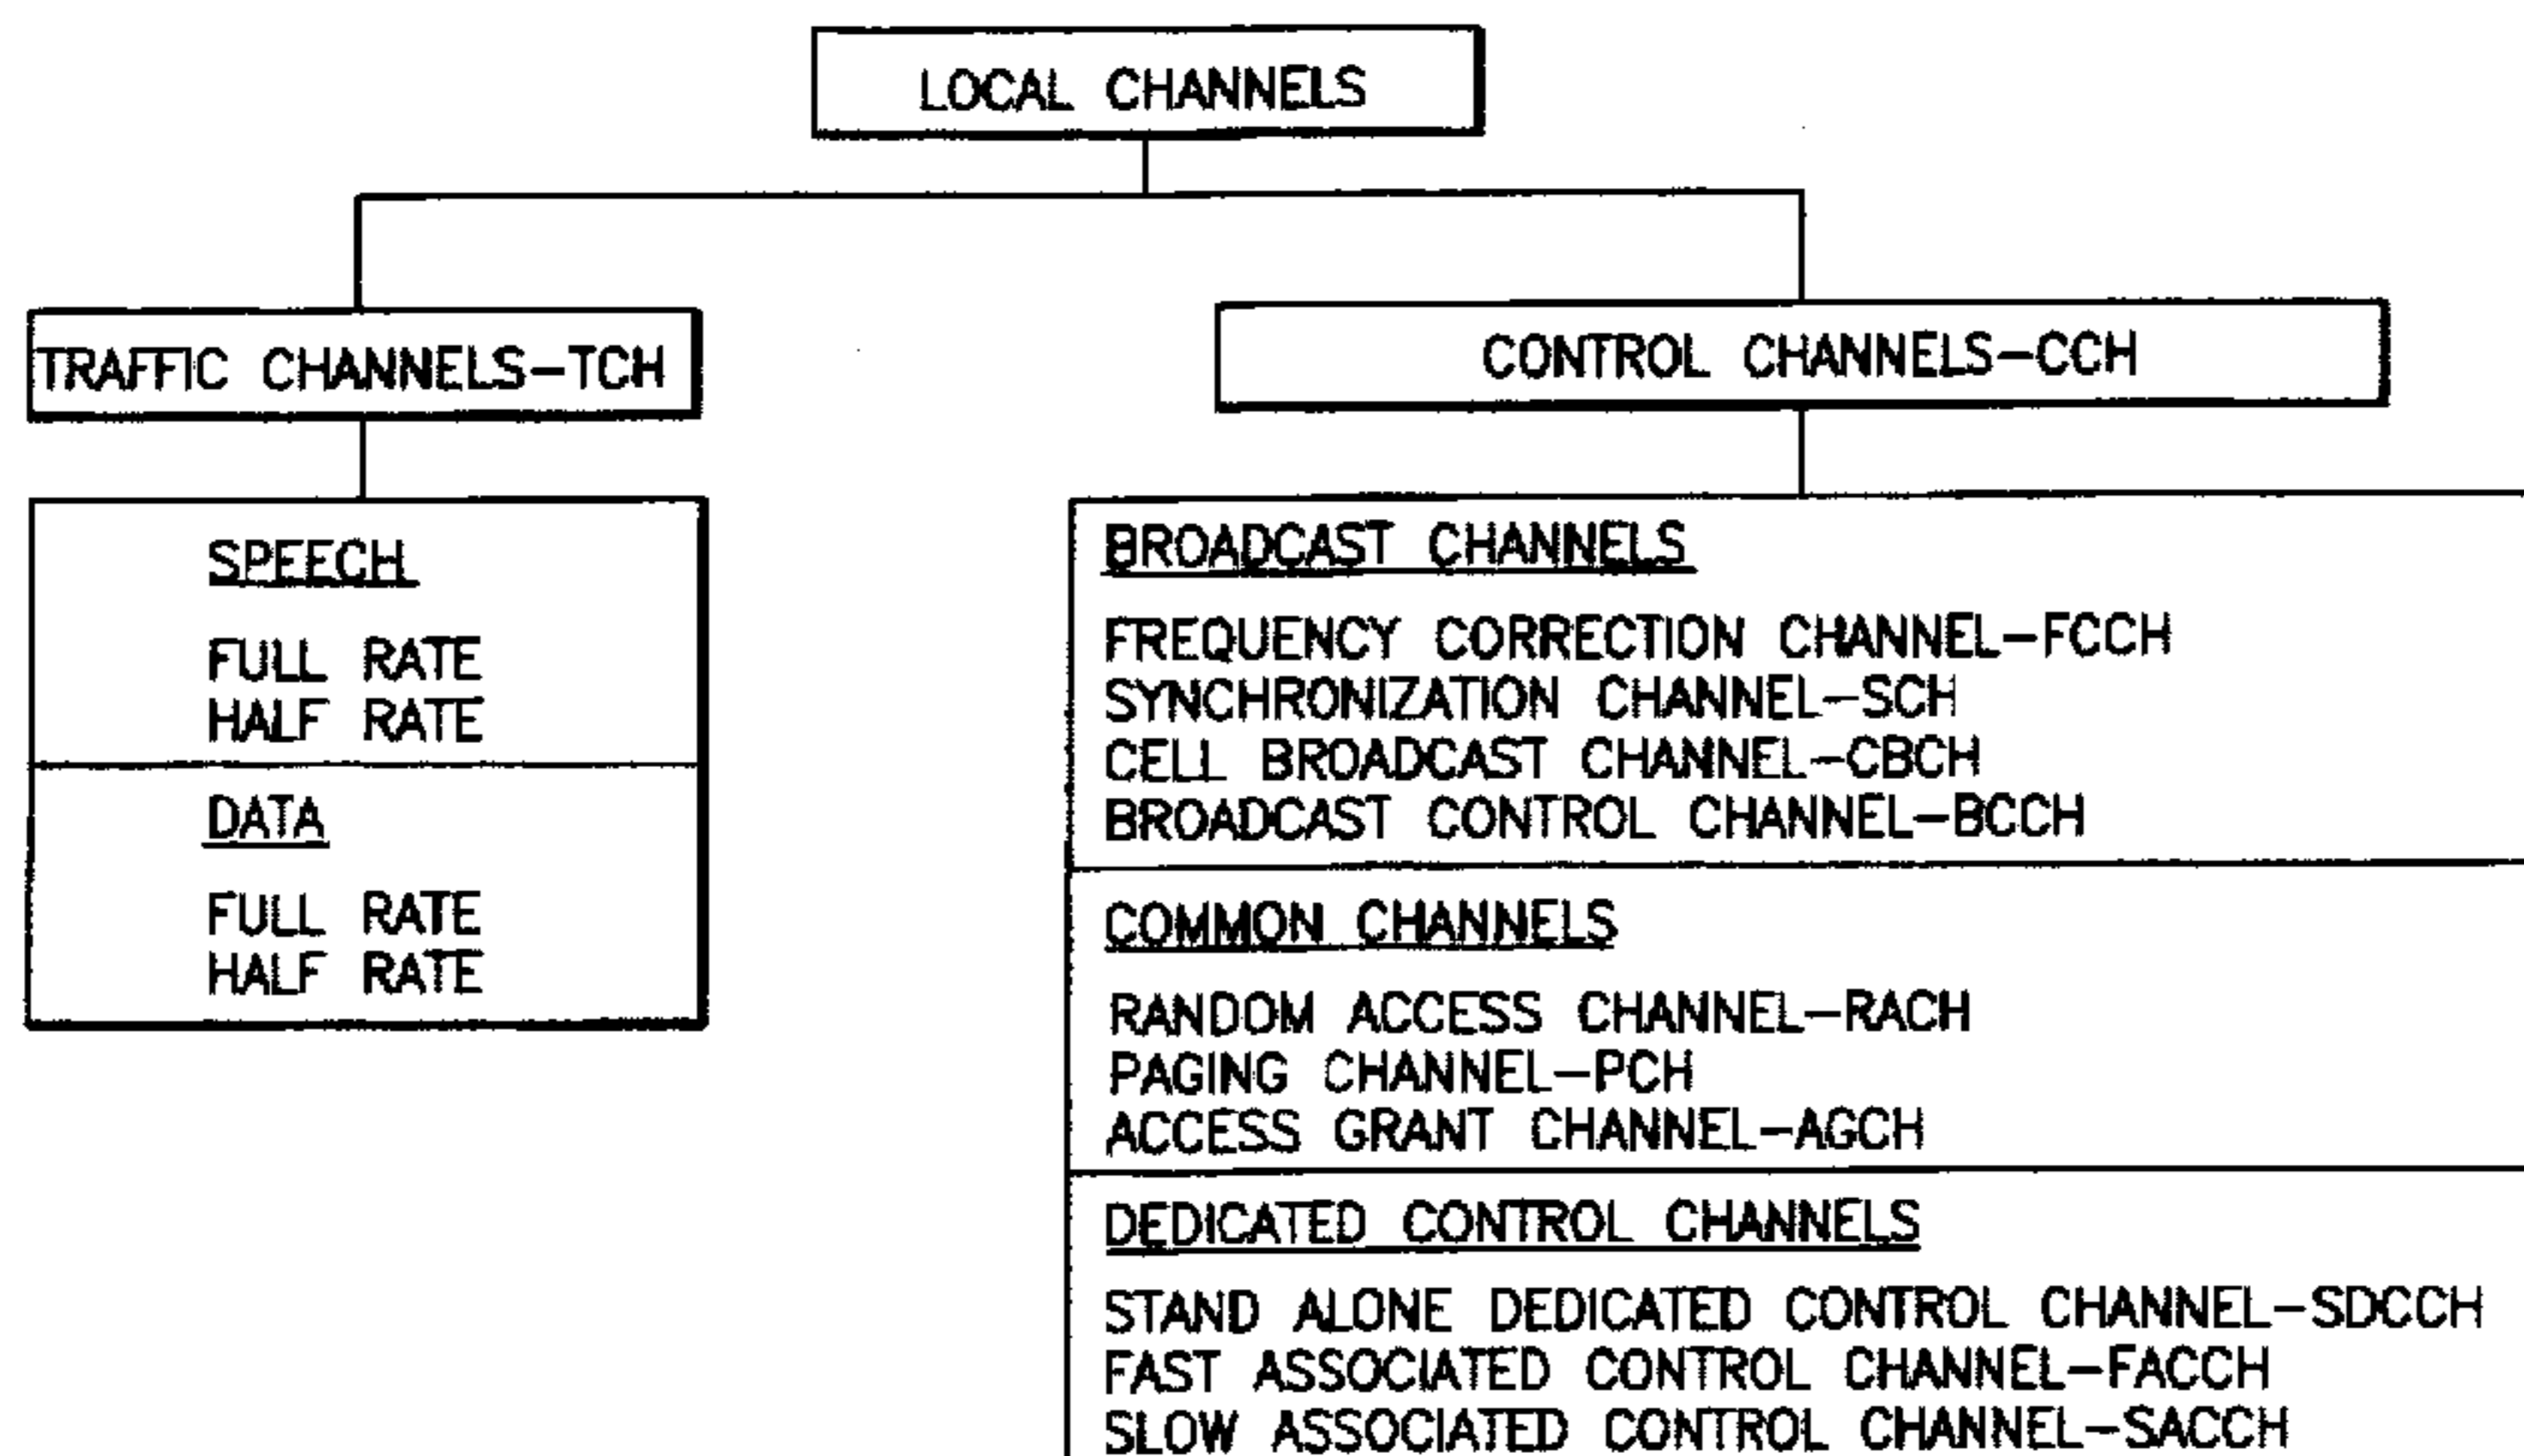 LOCAL CHANNELS
TRAFFIC CHANNELS-TCH
CONTROL CHANNELS-CCH
SPEECH
FULL RATE
HALF RATE
DATA
FULL RATE
HALF RATE
BROADCAST CHANNELS
FREQUENCY CORRECTION CHANNEL-FCCH
SYNCHRONIZATION CHANNEL-SCH
CELL BROADCAST CHANNEL-CBCH
BROADCAST CONTROL CHANNEL-BCCH
COMMON CHANNELS
RANDOM ACCESS CHANNEL-RACH
PAGING CHANNEL-PCH
ACCESS GRANT CHANNEL-AGCH
DEDICATED CONTROL CHANNELS
STAND ALONE DEDICATED CONTROL CHANNEL-SDCCH
FAST ASSOCIATED CONTROL CHANNEL-FACCH
SLOW ASSOCIATED CONTROL CHANNEL-SACCH